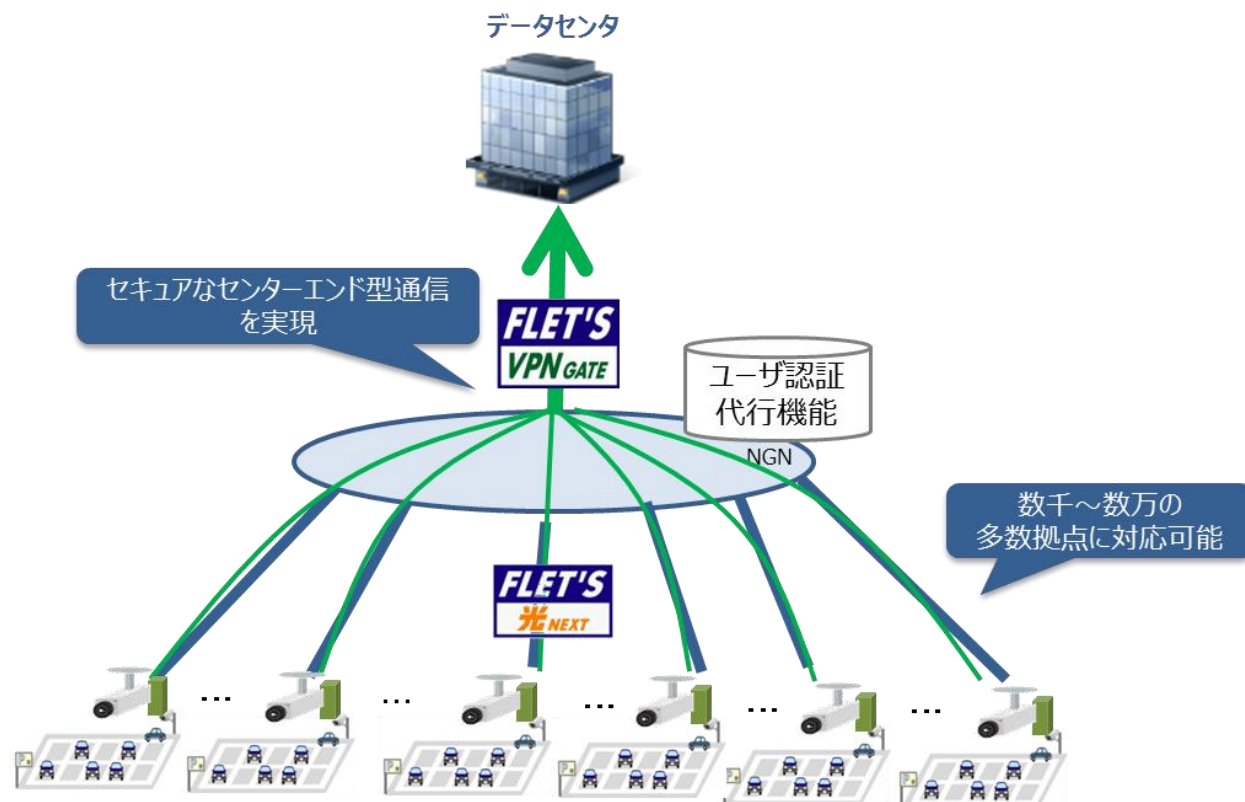 データセンタ
セキュアなセンターエンド型通信
を実現
FLET'S
VPN GATE
ユーザ認証
代行機能
NGN
数千～数万の
多数拠点に対応可能
FLET'S
光 NEXT
...
...
...
...
...